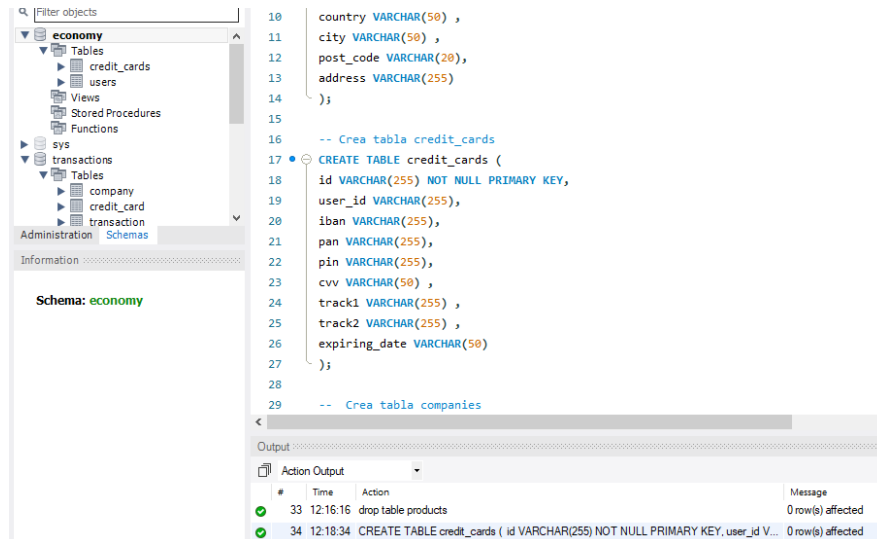 Filter objects
economy
Tables
credit_cards
users
Views
Stored Procedures
Functions
sys
transactions
Tables
company
credit_card
transaction
Administration Schemas
Information
Schema: economy
10 country VARCHAR(50) ,
11 city VARCHAR(50) ,
12 post_code VARCHAR(20),
13 address VARCHAR(255)
14 );
15
16 -- Crea tabla credit_cards
17 CREATE TABLE credit_cards (
18 id VARCHAR(255) NOT NULL PRIMARY KEY,
19 user_id VARCHAR(255),
20 iban VARCHAR(255),
21 pan VARCHAR(255),
22 pin VARCHAR(255),
23 cvv VARCHAR(50) ,
24 track1 VARCHAR(255) ,
25 track2 VARCHAR(255) ,
26 expiring_date VARCHAR(50)
27 );
28
29 -- Crea tabla companies
Output
Action Output
# Time Action Message
33 12:16:16 drop table products 0 row(s) affected
34 12:18:34 CREATE TABLE credit_cards ( id VARCHAR(255) NOT NULL PRIMARY KEY, user_id V... 0 row(s) affected